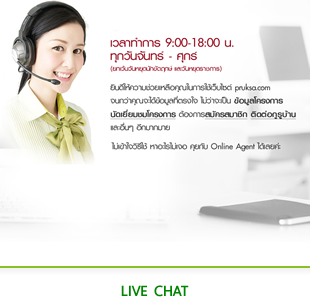 เวลาทำการ 9:00-18:00 น.
ทุกวันจันทร์ - ศุกร์
(ยกเว้นวันหยุดนักขัตฤกษ์ และวันหยุดราชการ)
ยินดีให้ความช่วยเหลือคุณในการใช้เว็บไซต์ pruksa.com
จนกว่าคุณจะได้ข้อมูลที่ตรงใจ ไม่ว่าจะเป็น ข้อมูลโครงการ
นัดเยี่ยมชมโครงการ ต้องการสมัครสมาชิก ติดต่อกูรูบ้าน
และอื่นๆ อีกมากมาย
ไม่เข้าใจวิธีใช้ หาอะไรไม่เจอ คุยกับ Online Agent ได้เลยค่ะ
LIVE CHAT